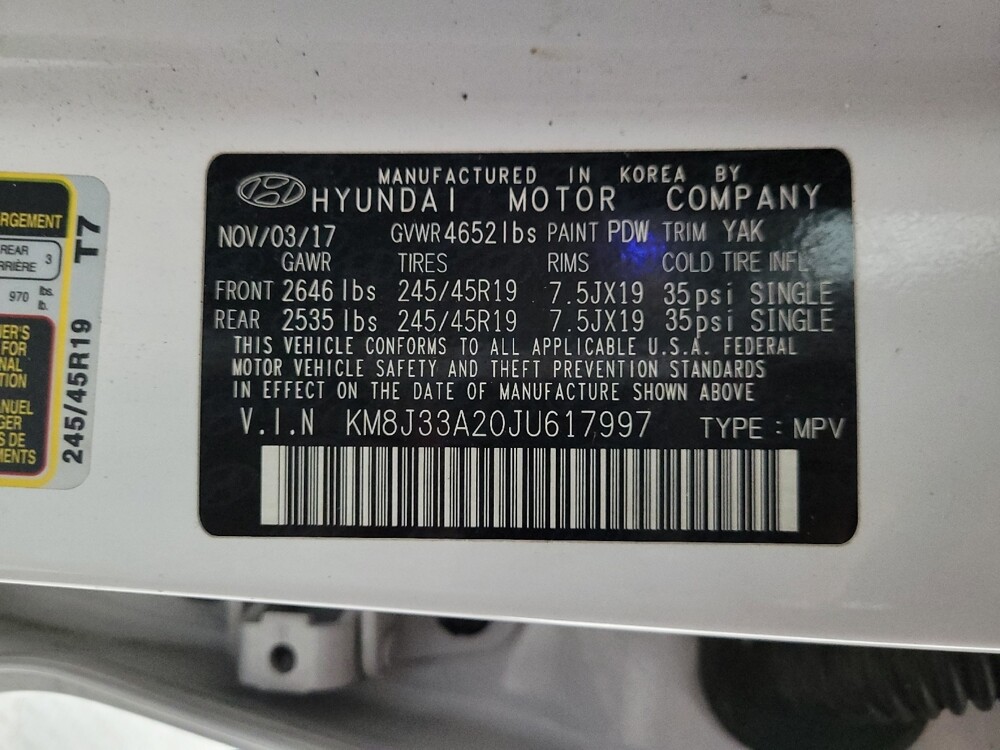 RGEMENT
REAR
3
970 lbs.
lb.
FOR
245/45R19 T7
MANUFACTURED IN KOREA BY
HYUNDAI MOTOR COMPANY
NOV/03/17 GVWR 4652 lbs PAINT PDW TRIM YAK
GAWR TIRES RIMS COLD TIRE INFL
FRONT 2646 lbs 245/45R19 7.5JX19 35psi SINGLE
REAR 2535 lbs 245/45R19 7.5JX19 35psi SINGLE
THIS VEHICLE CONFORMS TO ALL APPLICABLE U.S.A. FEDERAL
MOTOR VEHICLE SAFETY AND THEFT PREVENTION STANDARDS
IN EFFECT ON THE DATE OF MANUFACTURE SHOWN ABOVE
V.I.N KM8J33A20JU617997 TYPE : MPV